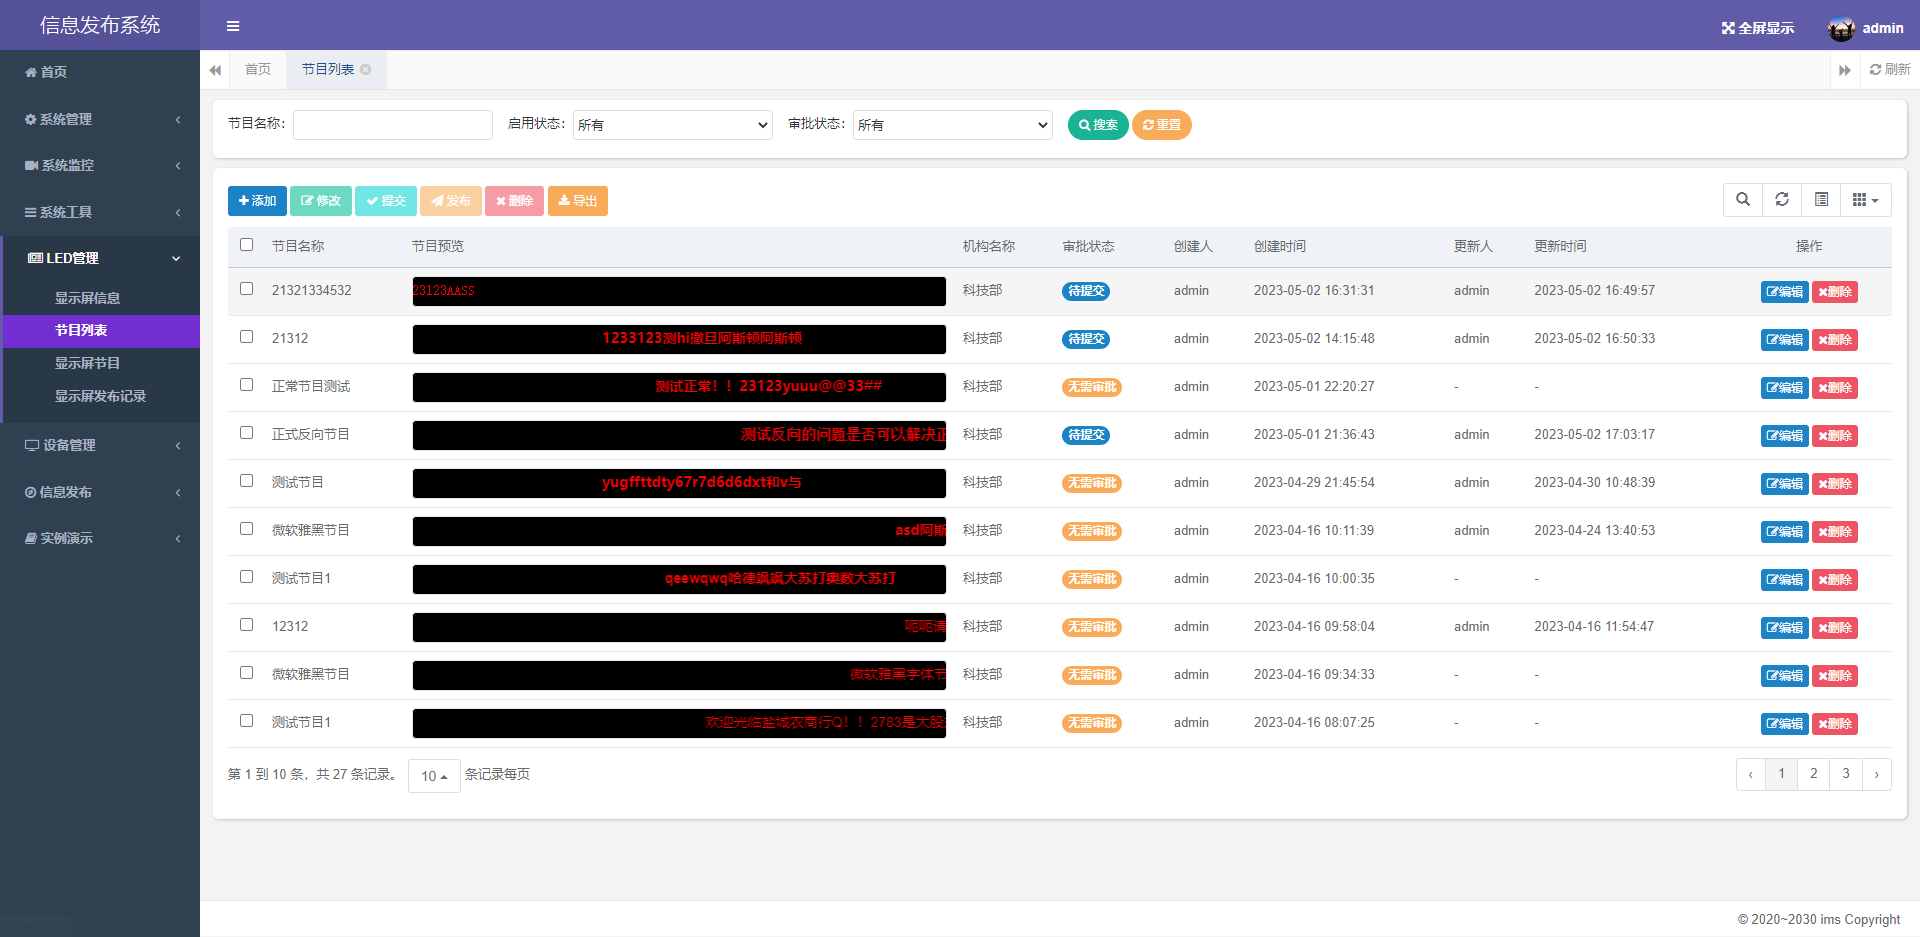 信息发布系统
全屏显示 admin
首页
系统管理
系统监控
系统工具
LED管理
显示屏信息
节目列表
显示屏节目
显示屏发布记录
设备管理
信息发布
实例演示
首页 节目列表 刷新
节目名称： 启用状态： 所有 审批状态： 所有 搜索 重置
添加 修改 提交 发布 删除 导出
节目名称 节目预览 机构名称 审批状态 创建人 创建时间 更新人 更新时间 操作
21321334532 23123AASS 科技部 待提交 admin 2023-05-02 16:31:31 admin 2023-05-02 16:49:57 编辑 删除
21312 1233123测hi撒旦阿斯顿阿斯顿 科技部 待提交 admin 2023-05-02 14:15:48 admin 2023-05-02 16:50:33 编辑 删除
正常节目测试 测试正常！！23123yuuu@@33## 科技部 无需审批 admin 2023-05-01 22:20:27 - - 编辑 删除
正式反向节目 测试反向的问题是否可以解决正 科技部 待提交 admin 2023-05-01 21:36:43 admin 2023-05-02 17:03:17 编辑 删除
测试节目 yugffttdty67r7d6d6dxt和v与 科技部 无需审批 admin 2023-04-29 21:45:54 admin 2023-04-30 10:48:39 编辑 删除
微软雅黑节目 asd阿斯 科技部 无需审批 admin 2023-04-16 10:11:39 admin 2023-04-24 13:40:53 编辑 删除
测试节目1 qeewqwq哈德飒飒大苏打奥数大苏打 科技部 无需审批 admin 2023-04-16 10:00:35 - - 编辑 删除
12312 呃呃请 科技部 无需审批 admin 2023-04-16 09:58:04 admin 2023-04-16 11:54:47 编辑 删除
微软雅黑节目 微软雅黑字体节 科技部 无需审批 admin 2023-04-16 09:34:33 - - 编辑 删除
测试节目1 欢迎光临盐城农商行Q！！2783是大股 科技部 无需审批 admin 2023-04-16 08:07:25 - - 编辑 删除
第 1 到 10 条，共 27 条记录。 10 条记录每页 ‹ 1 2 3 ›
© 2020~2030 ims Copyright